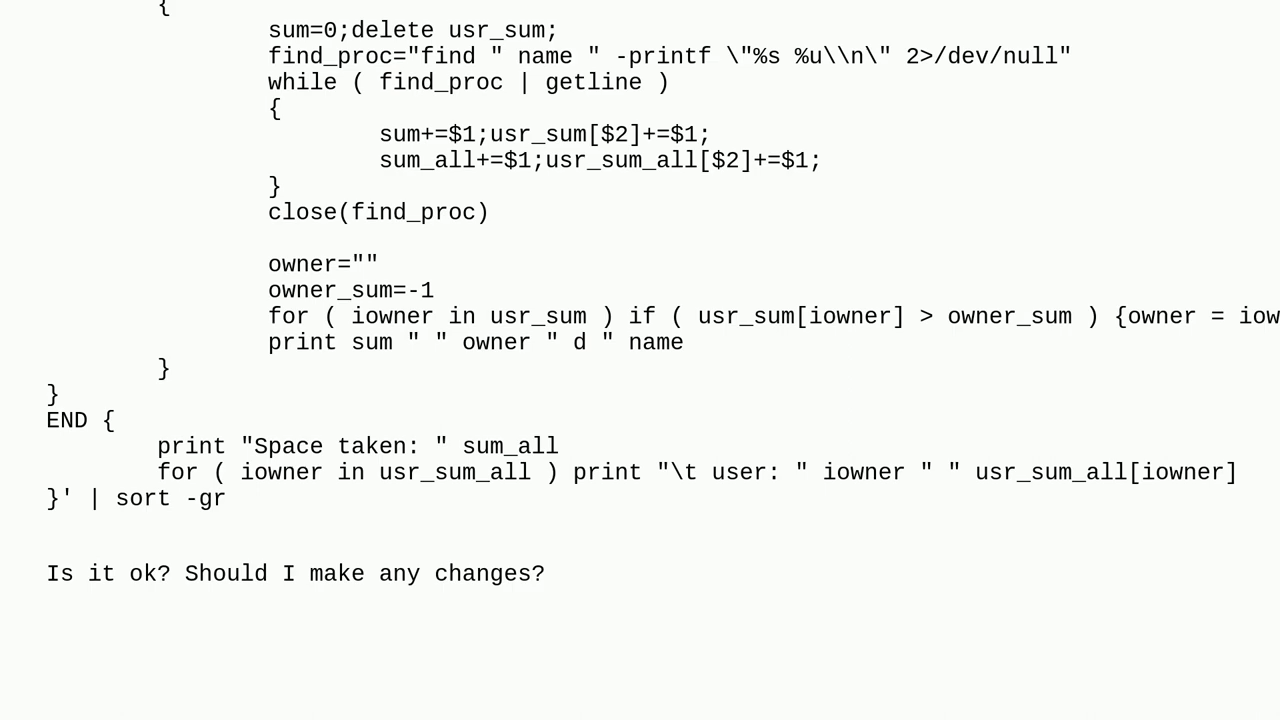 {
sum=0;delete usr_sum;
find_proc="find " name " -printf \"%s %u\\n\" 2>/dev/null"
while ( find_proc | getline )
{
sum+=$1;usr_sum[$2]+=$1;
sum_all+=$1;usr_sum_all[$2]+=$1;
}
close(find_proc)
owner=""
owner_sum=-1
for ( iowner in usr_sum ) if ( usr_sum[iowner] > owner_sum ) {owner = iow
print sum " " owner " d " name
}
}
END {
print "Space taken: " sum_all
for ( iowner in usr_sum_all ) print "\t user: " iowner " " usr_sum_all[iowner]
}' | sort -gr
Is it ok? Should I make any changes?